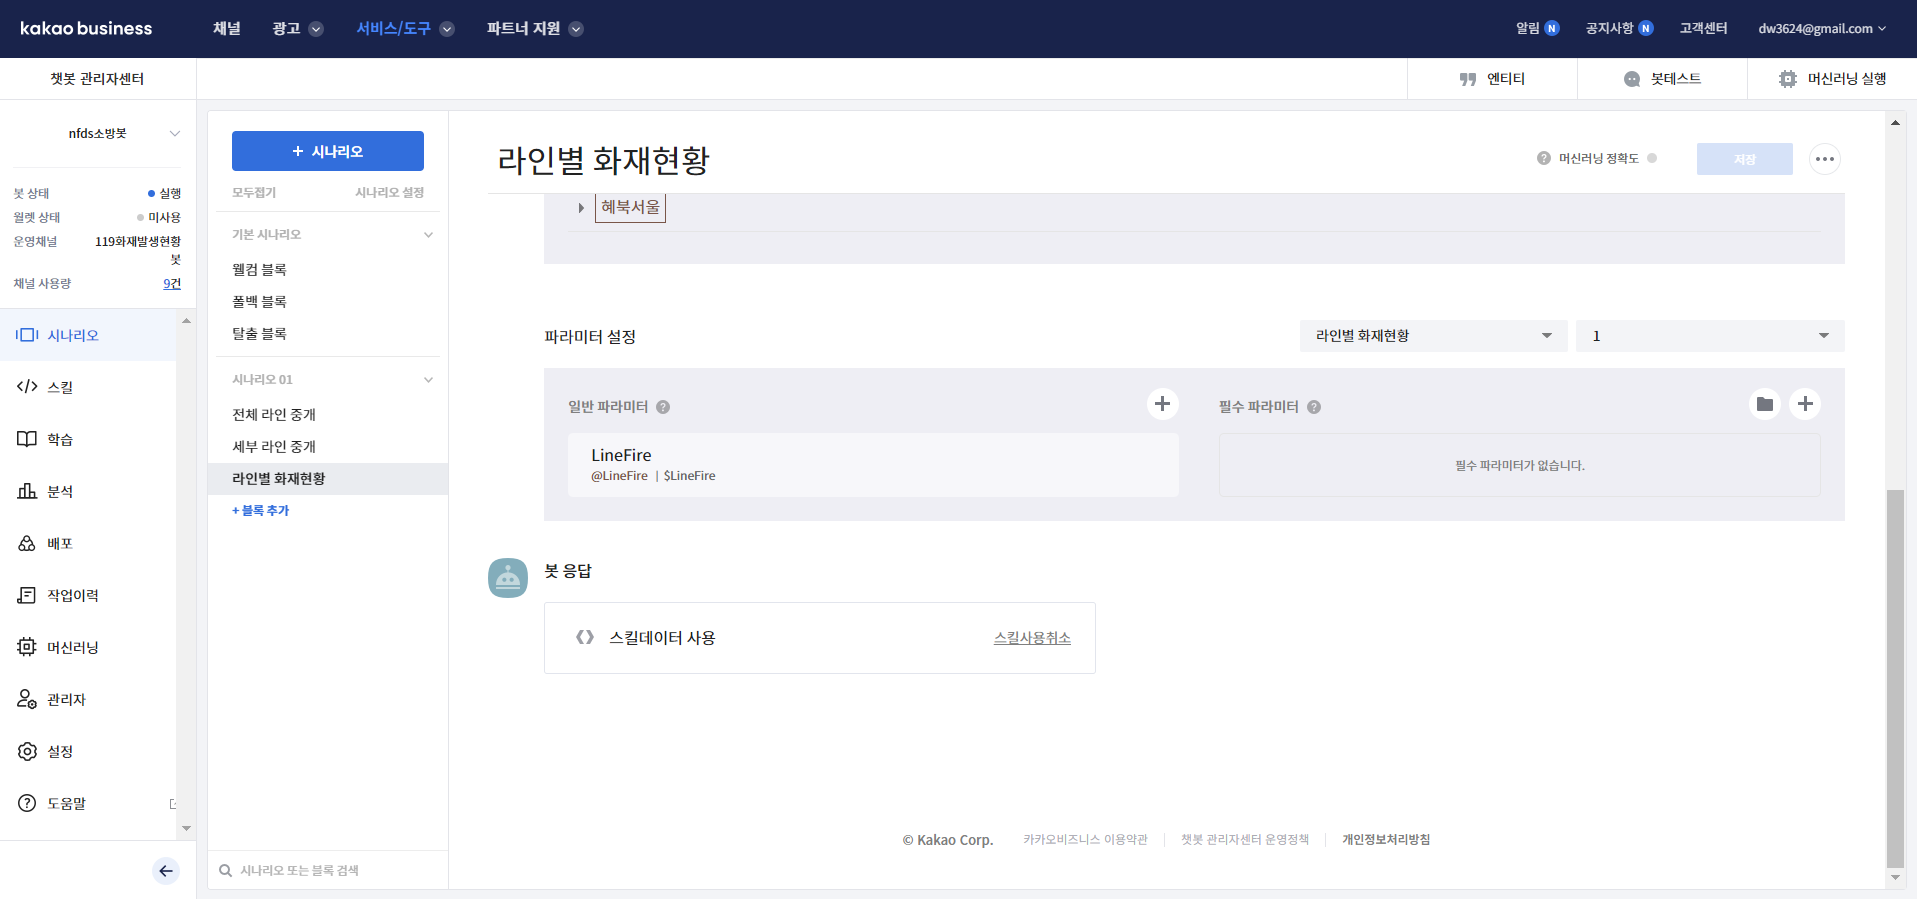 kakao business
채널
광고
서비스/도구
파트너 지원
알림 N
공지사항 N
고객센터
dw3624@gmail.com
챗봇 관리자센터
엔티티
봇테스트
머신러닝 실행
nfds소방봇
봇 상태
실행
월렛 상태
미사용
운영채널
119화재발생현황
봇
채널 사용량
9건
시나리오
스킬
학습
분석
배포
작업이력
머신러닝
관리자
설정
도움말
+ 시나리오
모두접기
시나리오 설정
기본 시나리오
웰컴 블록
폴백 블록
탈출 블록
시나리오 01
전체 라인 중개
세부 라인 중개
라인별 화재현황
+ 블록 추가
시나리오 또는 블록 검색
라인별 화재현황
? 머신러닝 정확도
저장
혜북서울
파라미터 설정
라인별 화재현황
1
일반 파라미터 ?
필수 파라미터 ?
LineFire
@LineFire | $LineFire
필수 파라미터가 없습니다.
봇 응답
스킬데이터 사용
스킬사용취소
© Kakao Corp.
카카오비즈니스 이용약관
챗봇 관리자센터 운영정책
개인정보처리방침